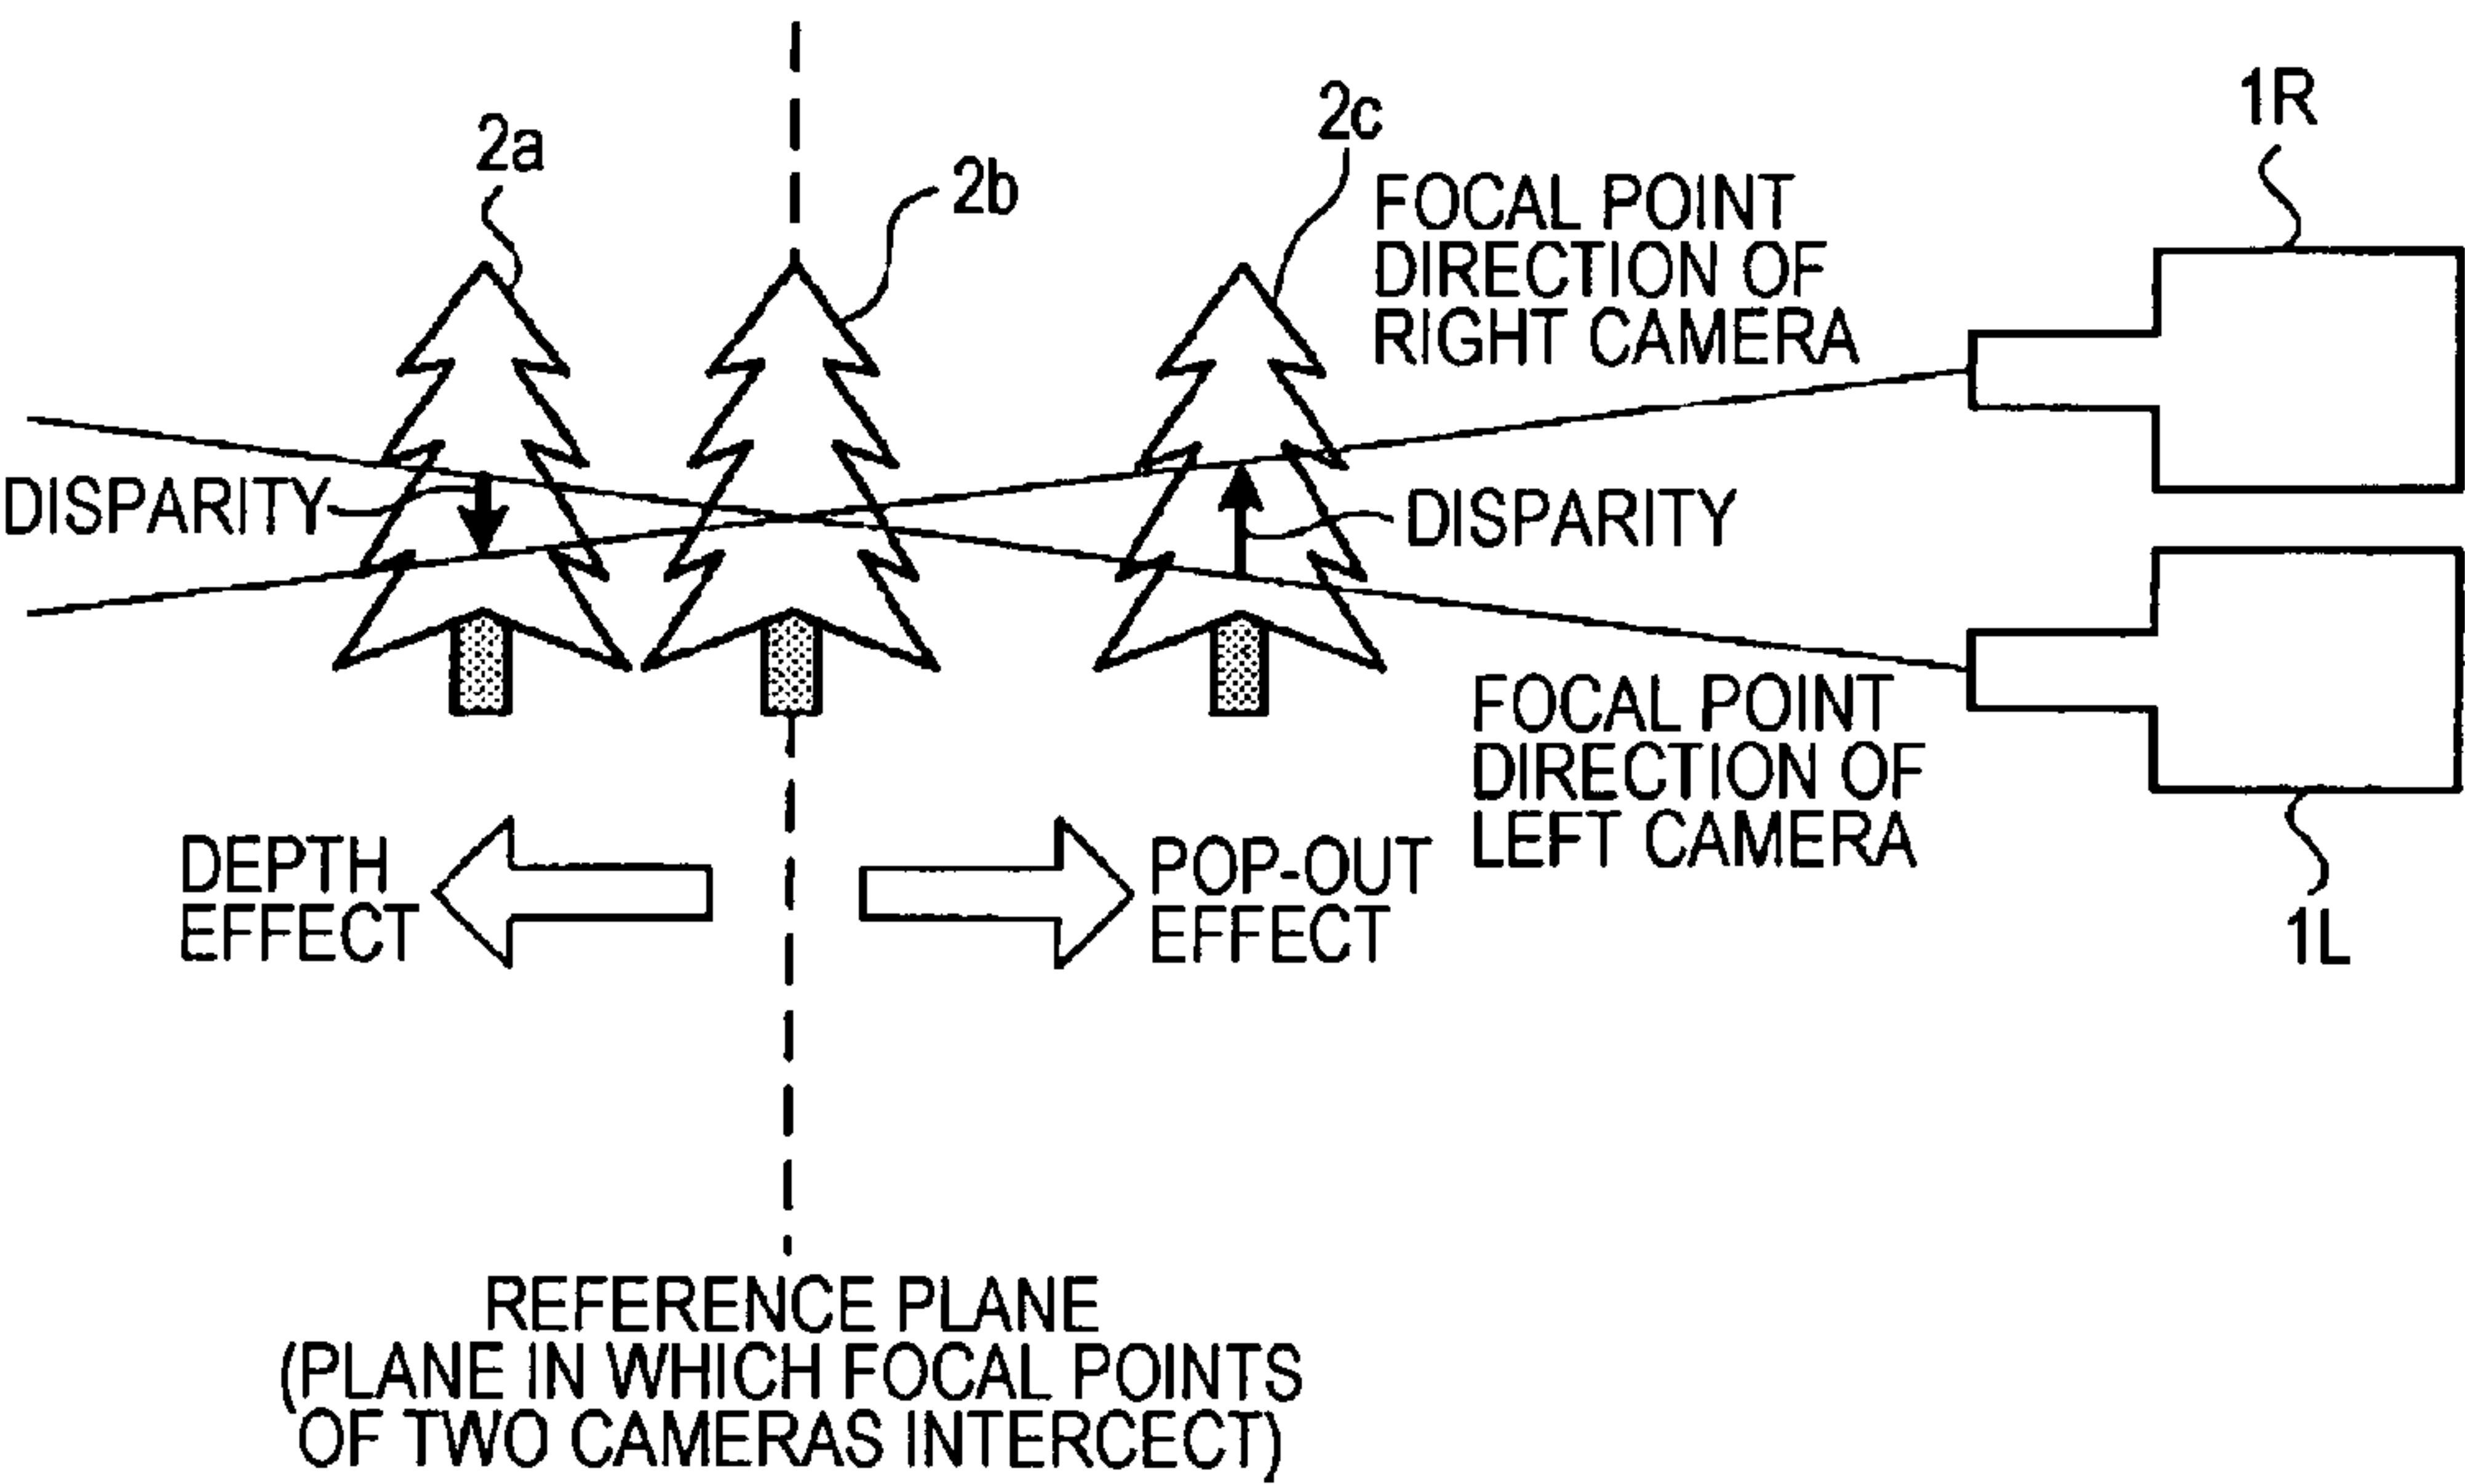 2a
2b
2c
1R
FOCAL POINT
DIRECTION OF
RIGHT CAMERA
DISPARITY
DISPARITY
FOCAL POINT
DIRECTION OF
LEFT CAMERA
1L
DEPTH
EFFECT
POP-OUT
EFFECT
REFERENCE PLANE
(PLANE IN WHICH FOCAL POINTS
OF TWO CAMERAS INTERCECT)